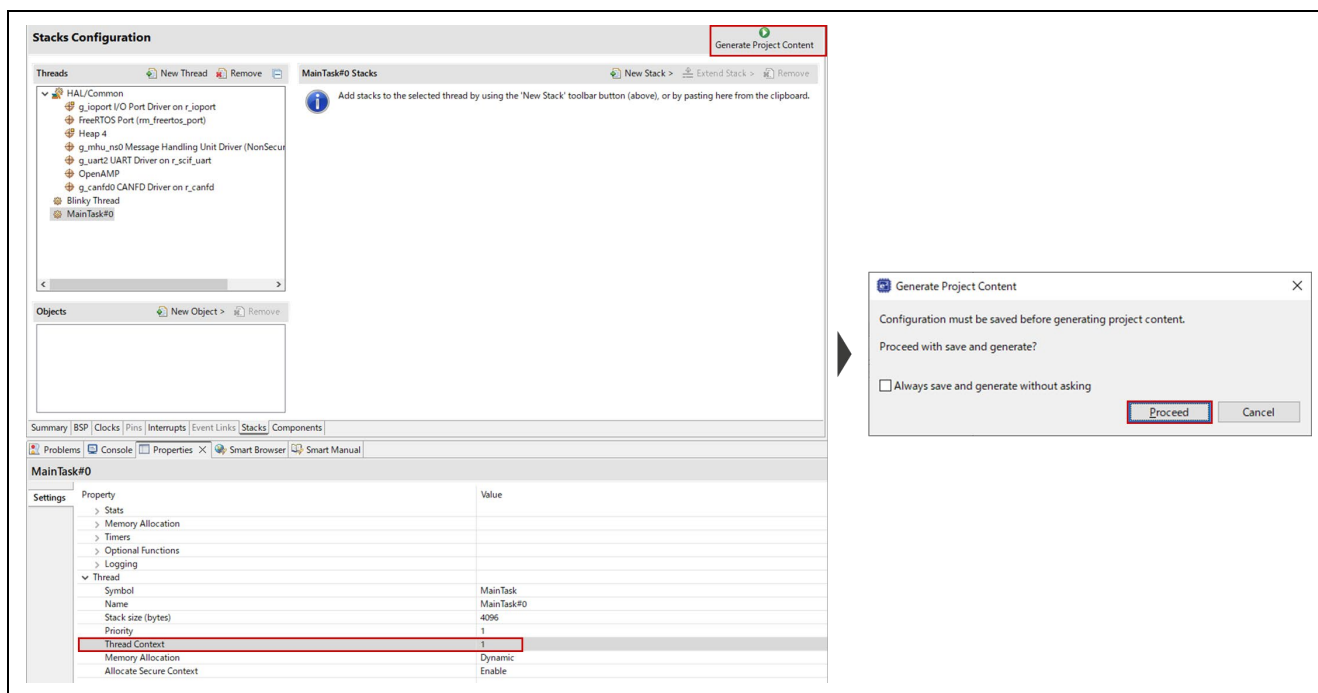 Stacks Configuration
Generate Project Content
Threads
New Thread
Remove
MainTask#0 Stacks
New Stack >
Extend Stack >
Remove
HAL/Common
g_ioport I/O Port Driver on r_ioport
FreeRTOS Port (rm_freertos_port)
Heap 4
g_mhu_ns0 Message Handling Unit Driver (NonSecur
g_uart2 UART Driver on r_scif_uart
OpenAMP
g_canfd0 CANFD Driver on r_canfd
Blinky Thread
MainTask#0
Add stacks to the selected thread by using the 'New Stack' toolbar button (above), or by pasting here from the clipboard.
Objects
New Object >
Remove
Summary BSP Clocks Pins Interrupts Event Links Stacks Components
Problems Console Properties Smart Browser Smart Manual
MainTask#0
Settings
Property Value
Stats
Memory Allocation
Timers
Optional Functions
Logging
Thread
Symbol MainTask
Name MainTask#0
Stack size (bytes) 4096
Priority 1
Thread Context 1
Memory Allocation Dynamic
Allocate Secure Context Enable
Generate Project Content
Configuration must be saved before generating project content.
Proceed with save and generate?
Always save and generate without asking
Proceed
Cancel